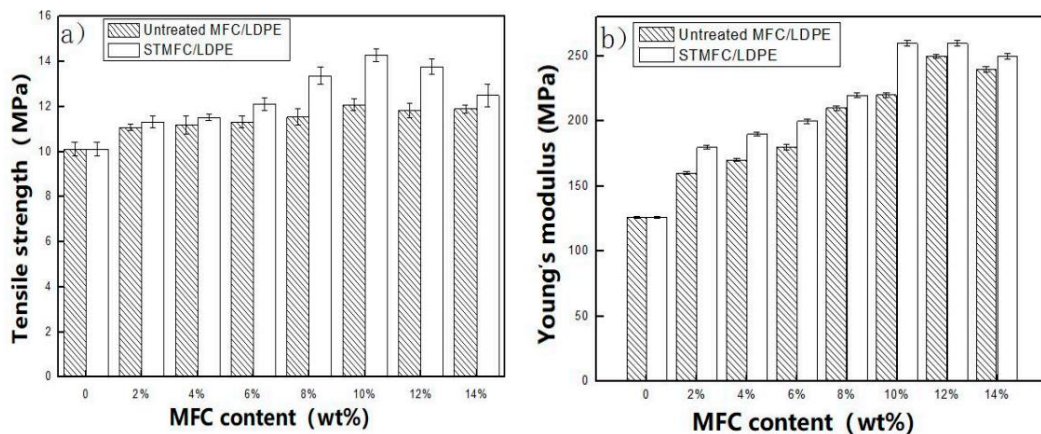 a)
Untreated MFC/LDPE
STMFC/LDPE
Tensile strength (MPa)
16
14
12
10
8
6
4
2
0
0 2% 4% 6% 8% 10% 12% 14%
MFC content (wt%)
b)
Untreated MFC/LDPE
STMFC/LDPE
Young's modulus (MPa)
250
200
150
100
50
0
0 2% 4% 6% 8% 10% 12% 14%
MFC content (wt%)